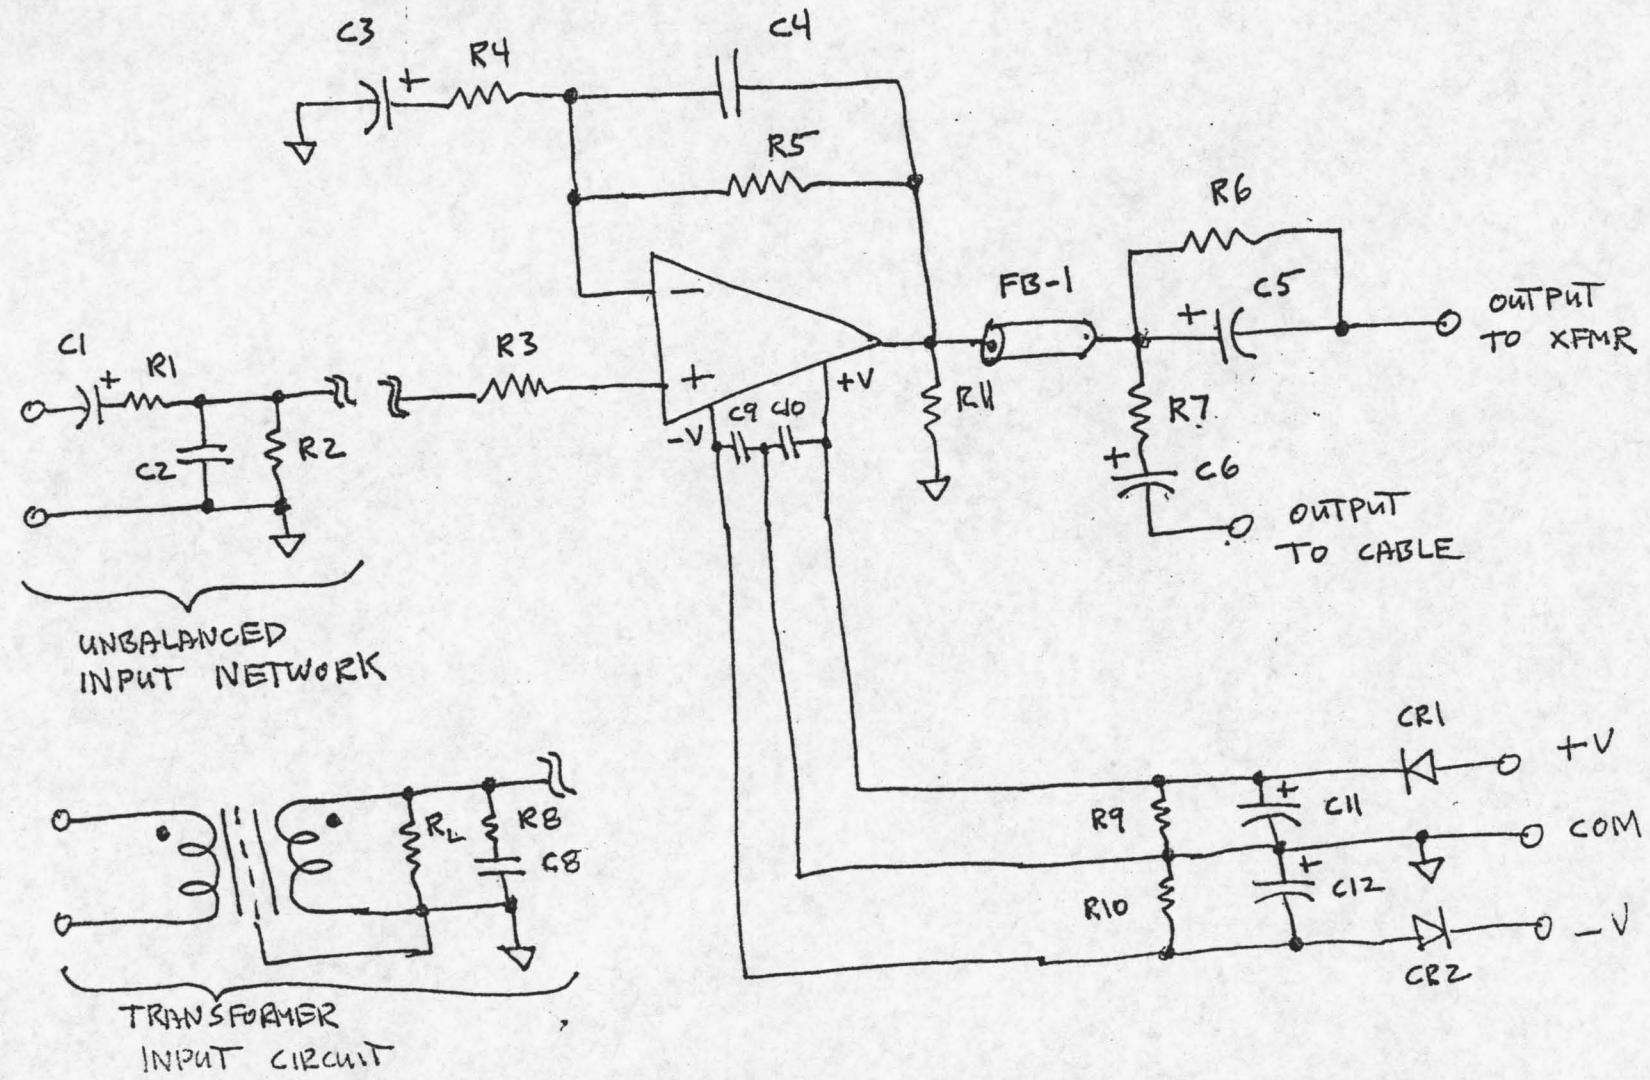 C3
R4
C4
R5
R6
FB-1
C5
+
+
OUTPUT
TO XFMR
C1
+
R1
R3
−
+
+V
-V
C9
C10
R11
R7
+
C6
C2
R2
OUTPUT
TO CABLE
UNBALANCED
INPUT NETWORK
CR1
+V
R9
+
C11
COM
RL
R8
C8
R10
+
C12
-V
CR2
TRANSFORMER
INPUT CIRCUIT